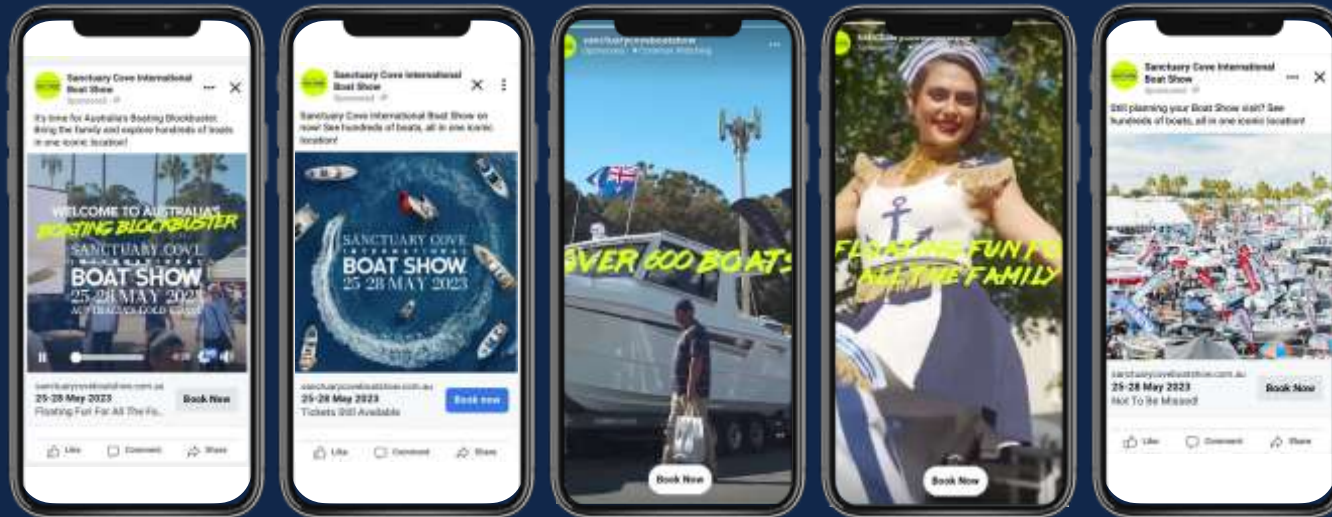 Sanctuary Cove International
Boat Show
Sponsored
It's time for Australia's Boating Blockbuster.
Bring the family and explore hundreds of boats
in one iconic location!
WELCOME TO AUSTRALIA'S
BOATING BLOCKBUSTER
SANCTUARY COVE
INTERNATIONAL
BOAT SHOW
25-28 MAY 2023
AUSTRALIA'S GOLD COAST
sanctuarycoveboatshow.com.au
25-28 May 2023
Floating Fun For All The Fa...
Book Now
Like
Comment
Share
Sanctuary Cove International
Boat Show
Sponsored
Sanctuary Cove International Boat Show on
now! See hundreds of boats, all in one iconic
location!
SANCTUARY COVE
INTERNATIONAL
BOAT SHOW
25-28 MAY 2023
sanctuarycoveboatshow.com.au
25-28 May 2023
Tickets Still Available
Book now
Like
Comment
Share
sanctuarycoveboatshow
Sponsored
OVER 600 BOATS
Book Now
sanctuarycoveboatshow
FLOATING FUN FO
ALL THE FAMILY
Book Now
Sanctuary Cove International
Boat Show
Sponsored
Still planning your Boat Show visit? See
hundreds of boats, all in one iconic location!
sanctuarycoveboatshow.com.au
25-28 May 2023
Not To Be Missed!
Book Now
Like
Comment
Share